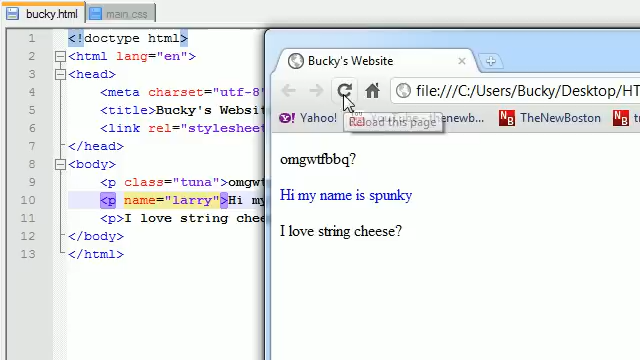 bucky.html main.css
1 <!doctype html>
2 <html lang="en">
3 <head>
4 <meta charset="utf-8"
5 <title>Bucky's Websit
6 <link rel="stylesheet
7 </head>
8 <body>
9 <p class="tuna">omgw
10 <p name="larry">Hi my
11 <p>I love string chee
12 </body>
13 </html>
Bucky's Website
file:///C:/Users/Bucky/Desktop/HT
Yahoo! YouTube - thenewb... TheNewBoston
Reload this page
omgwtfbbq?
Hi my name is spunky
I love string cheese?